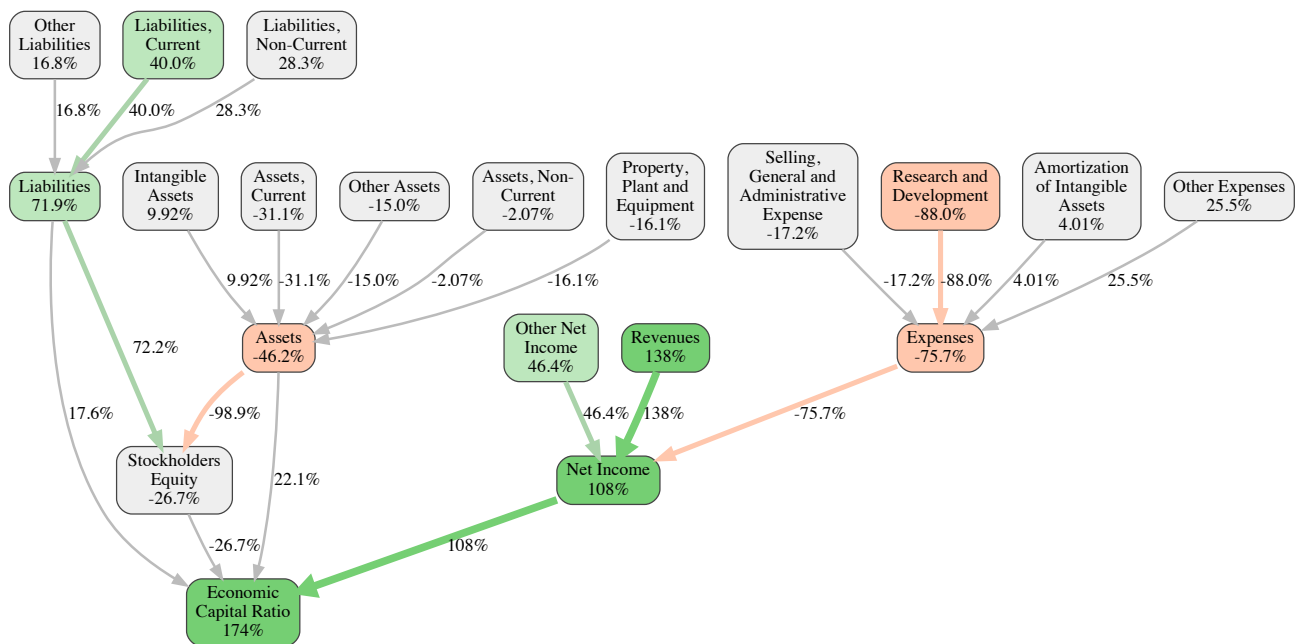 Other
Liabilities
16.8%
Liabilities,
Current
40.0%
Liabilities,
Non-Current
28.3%
16.8%
40.0%
28.3%
Liabilities
71.9%
Intangible
Assets
9.92%
Assets,
Current
-31.1%
Other Assets
-15.0%
Assets, Non-
Current
-2.07%
Property,
Plant and
Equipment
-16.1%
Selling,
General and
Administrative
Expense
-17.2%
Research and
Development
-88.0%
Amortization
of Intangible
Assets
4.01%
Other Expenses
25.5%
9.92%
-31.1%
-15.0%
-2.07%
-16.1%
-17.2%
-88.0%
4.01%
25.5%
Assets
-46.2%
Other Net
Income
46.4%
Revenues
138%
Expenses
-75.7%
72.2%
17.6%
-98.9%
46.4%
138%
-75.7%
Stockholders
Equity
-26.7%
22.1%
Net Income
108%
-26.7%
108%
Economic
Capital Ratio
174%